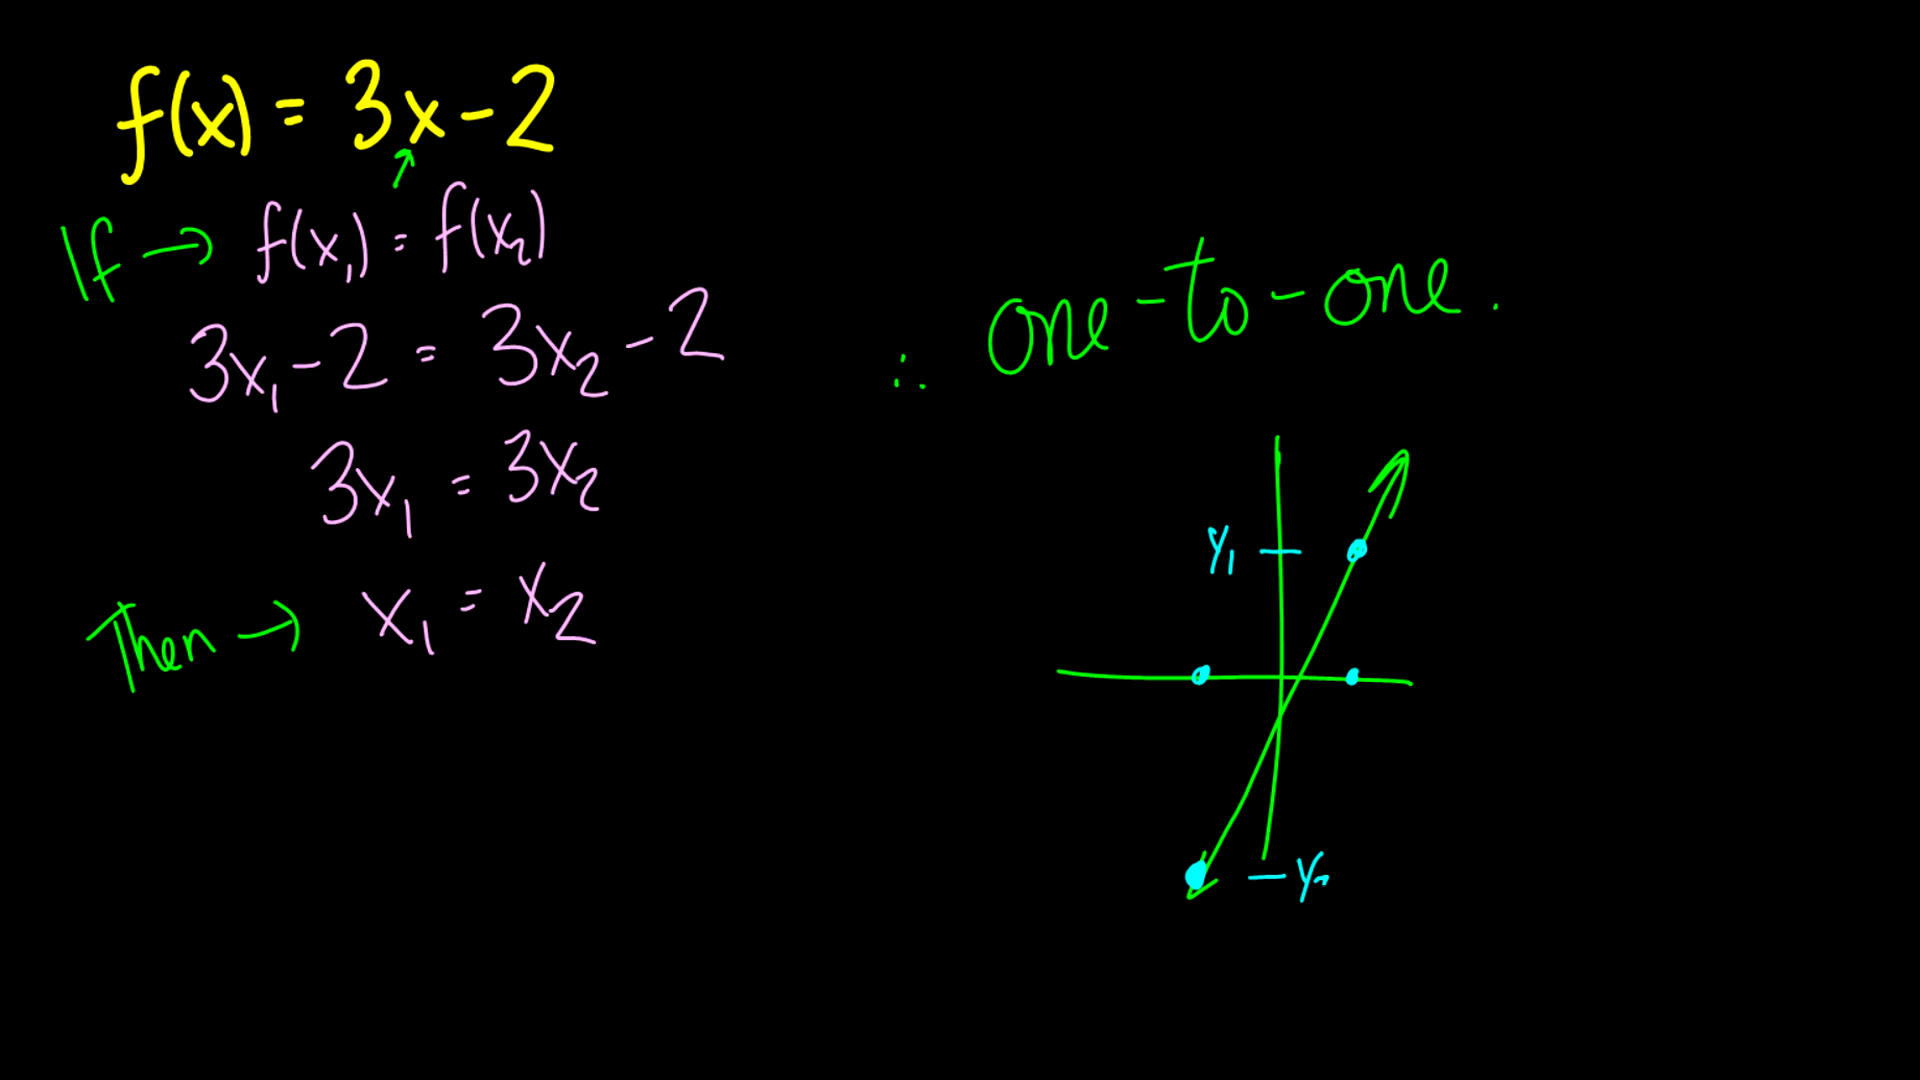 f(x) = 3x - 2
If → f(x₁) = f(x₂)
3x₁ - 2 = 3x₂ - 2
3x₁ = 3x₂
Then → x₁ = x₂
∴ one-to-one.
y₁
y₂